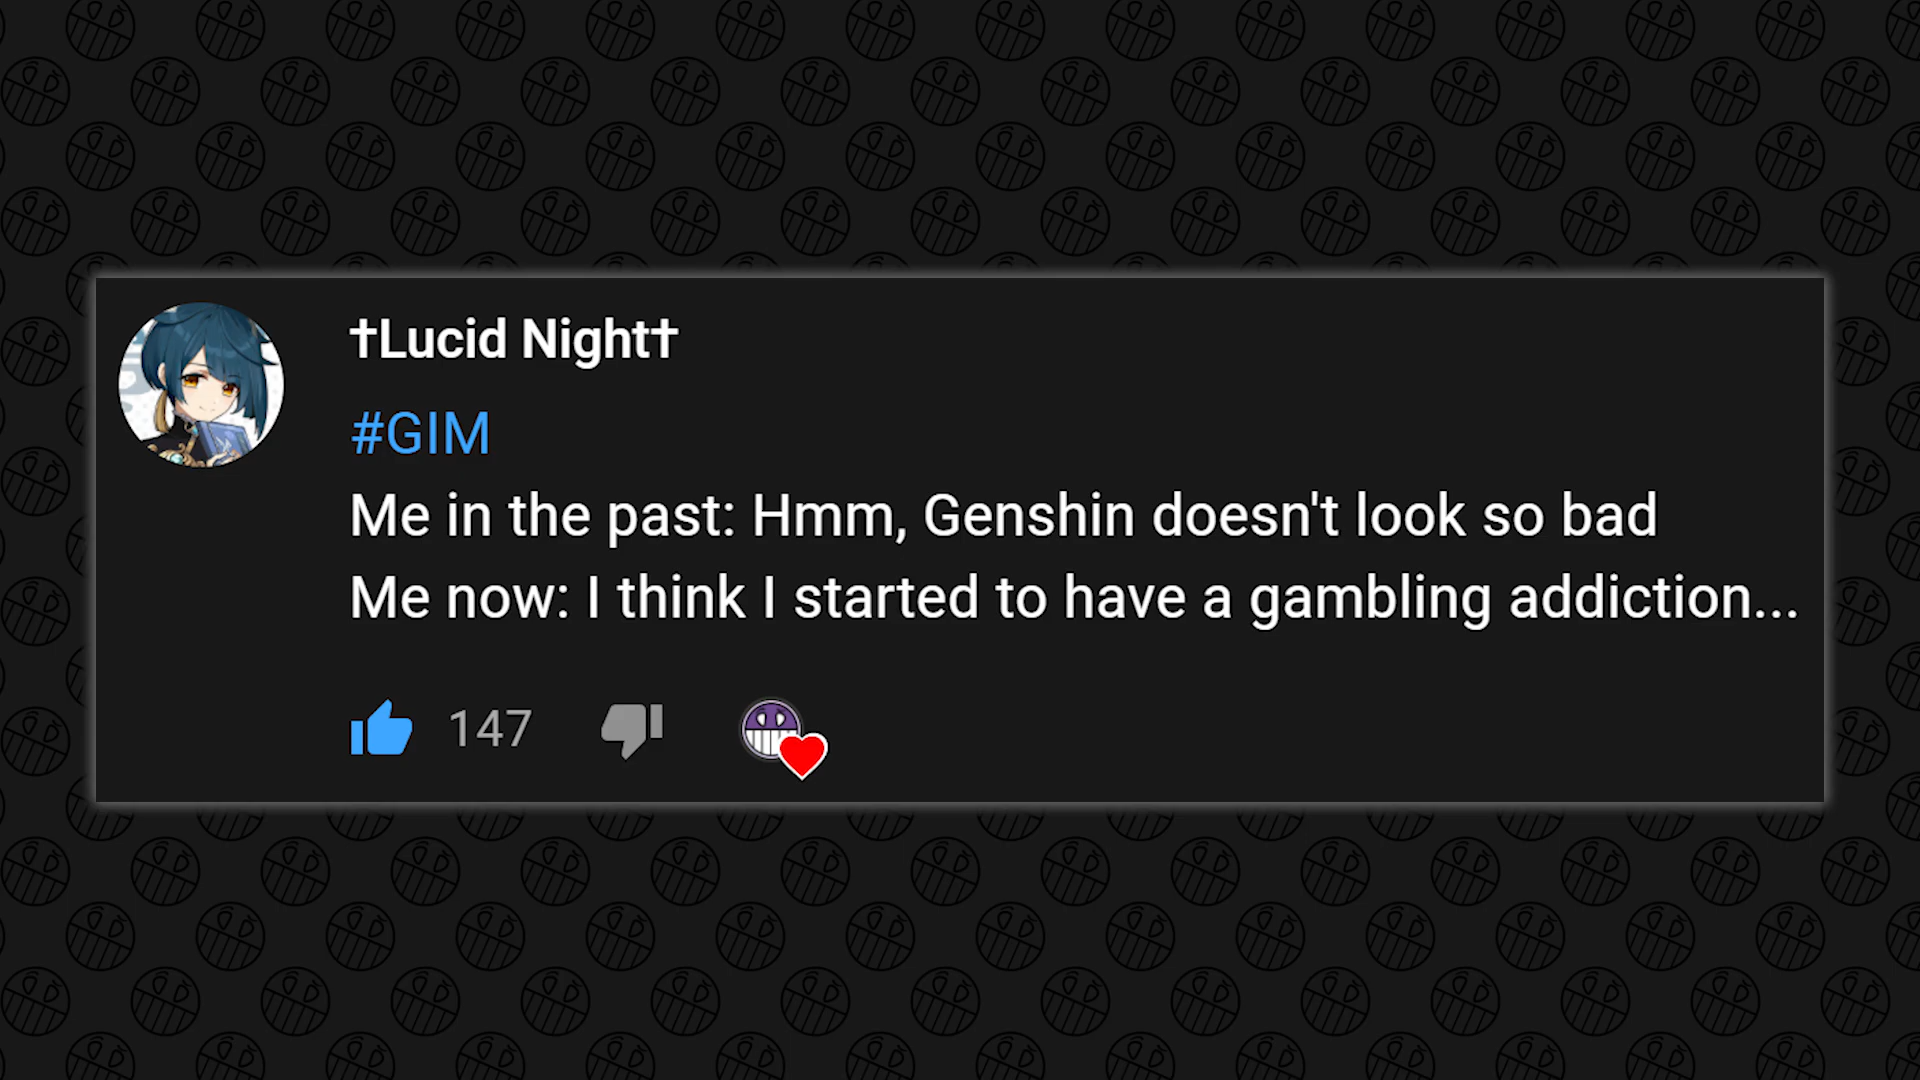 †Lucid Night†
#GIM
Me in the past: Hmm, Genshin doesn't look so bad
Me now: I think I started to have a gambling addiction...
147